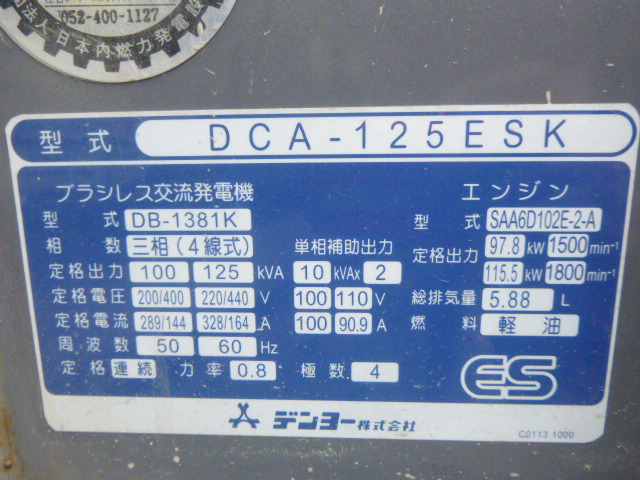 052-400-1127
法人日本内燃力発電設
型式 DCA-125ESK
ブラシレス交流発電機
型式 DB-1381K
相数 三相(4線式)
定格出力 100 125 kVA
定格電圧 200/400 220/440 V
定格電流 289/144 328/164 A
周波数 50 60 Hz
定格 連続 力率 0.8 極数 4
単相補助出力
10 kVAx 2
100 110 V
100 90.9 A
エンジン
型式 SAA6D102E-2-A
定格出力 97.8 kW 1500 min⁻¹
115.5 kW 1800 min⁻¹
総排気量 5.88 L
燃料 軽油
ES
デンヨー株式会社
C0113 1000